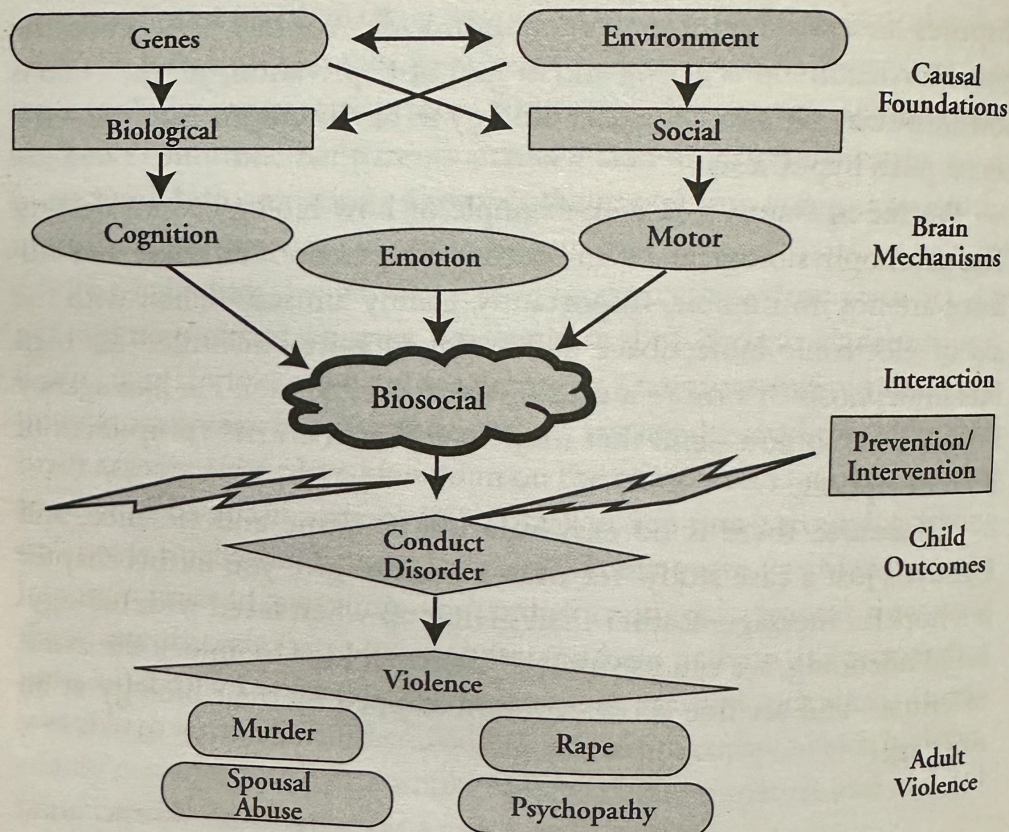 Genes
Environment
Causal
Foundations
Biological
Social
Cognition
Emotion
Motor
Brain
Mechanisms
Biosocial
Interaction
Prevention/
Intervention
Conduct
Disorder
Child
Outcomes
Violence
Murder
Rape
Spousal
Abuse
Psychopathy
Adult
Violence